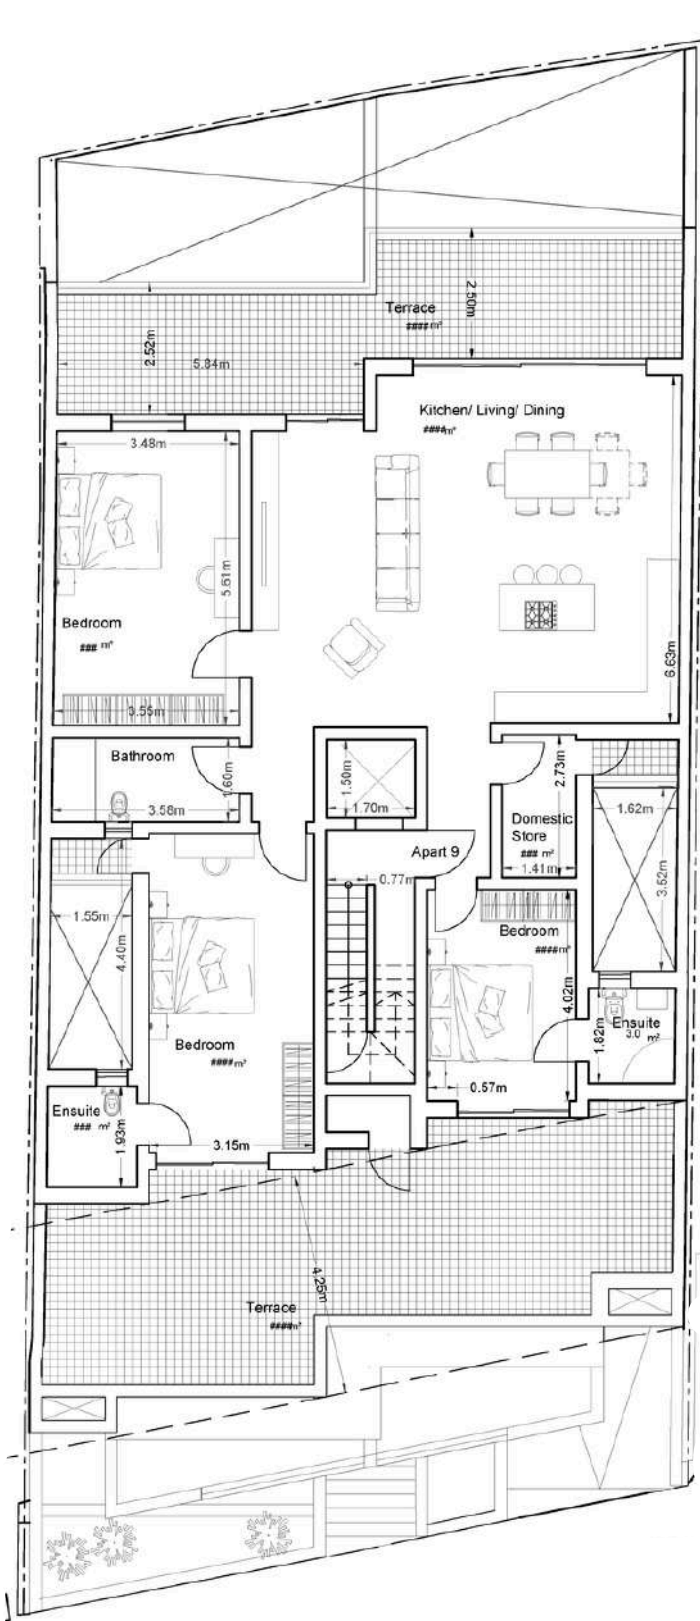 2.50m
Terrace
####m²
2.52m
5.84m
Kitchen/ Living/ Dining
####m²
3.48m
5.61m
Bedroom
### m²
6.63m
3.55m
Bathroom
1.60m
3.58m
1.50m
1.70m
2.73m
Domestic
Store
### m²
1.41m
1.62m
3.52m
Apart 9
0.77m
1.55m
4.40m
Bedroom
####m²
4.02m
Bedroom
####m²
Ensuite
3.0 m²
1.82m
0.57m
Ensuite
### m²
1.93m
3.15m
4.25m
Terrace
####m²